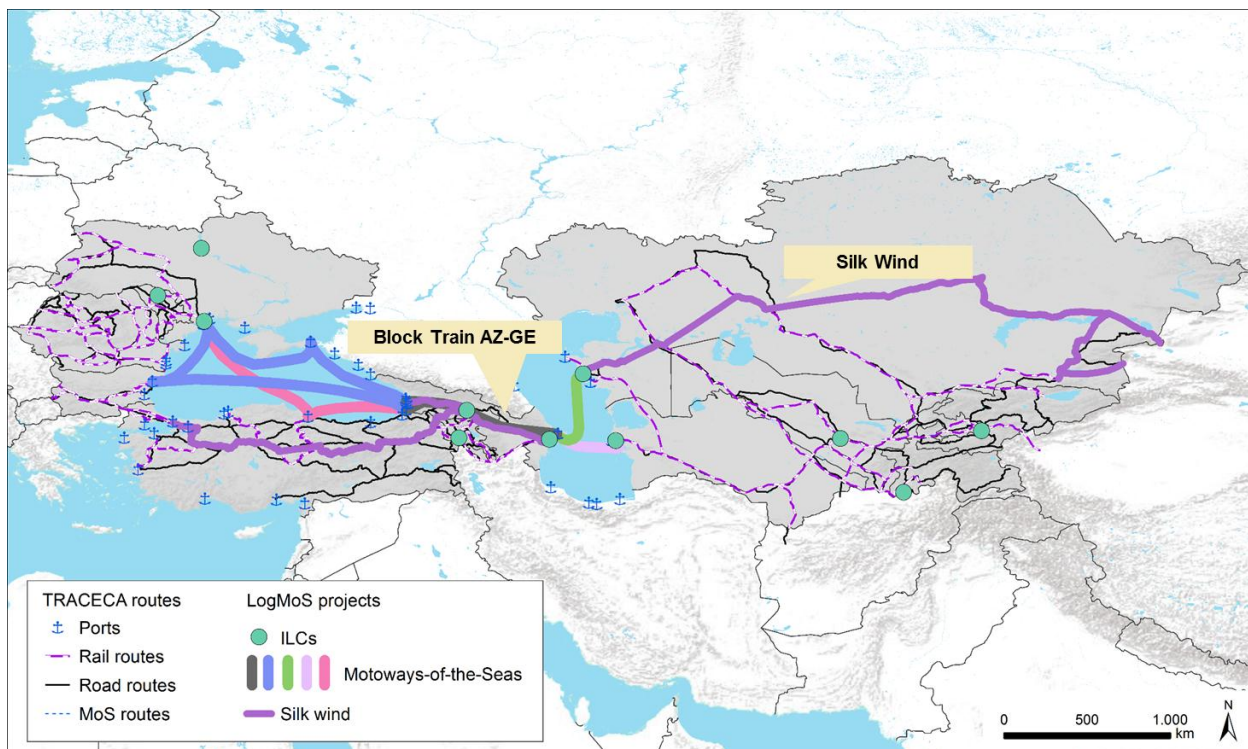 Silk Wind
Block Train AZ-GE
TRACECA routes
Ports
Rail routes
Road routes
MoS routes
LogMoS projects
ILCs
Motoways-of-the-Seas
Silk wind
N
0 500 1.000
km